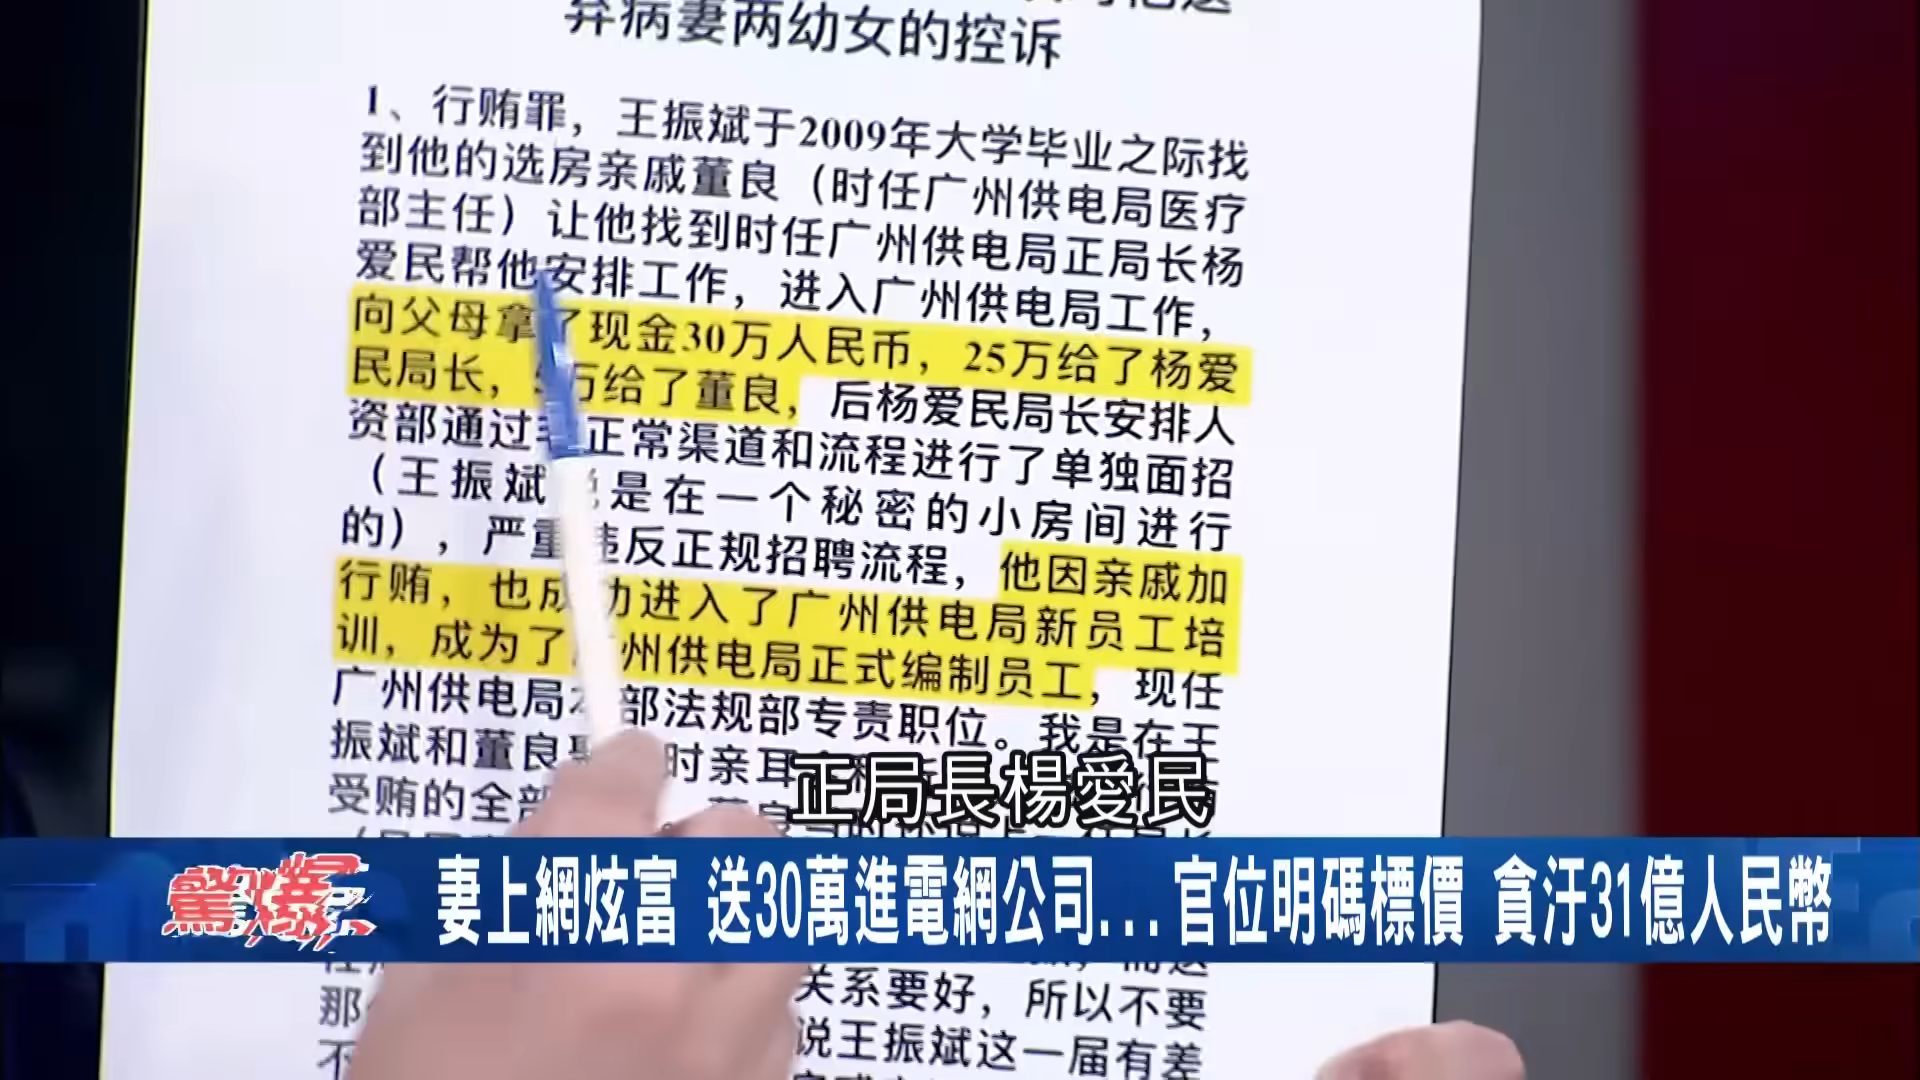 弃病妻两幼女的控诉
1、行贿罪，王振斌于2009年大学毕业之际找
到他的选房亲戚董良（时任广州供电局医疗
部主任）让他找到时任广州供电局正局长杨
爱民帮他安排工作，进入广州供电局工作，
向父母拿了现金30万人民币，25万给了杨爱
民局长，5万给了董良，后杨爱民局长安排人
资部通过 正常渠道和流程进行了单独面招
（王振斌 是在一个秘密的小房间进行
的），严重违反正规招聘流程，他因亲戚加
行贿，也成功进入了广州供电局新员工培
训，成为了 州供电局正式编制员工，现任
广州供电局 部法规部专责职位。我是在王
振斌和董良 时亲耳
受贿的全部
正局長楊愛民
驚爆
妻上網炫富 送30萬進電網公司...官位明碼標價 貪汙31億人民幣
关系要好，所以不要
那
说王振斌这一届有差
不